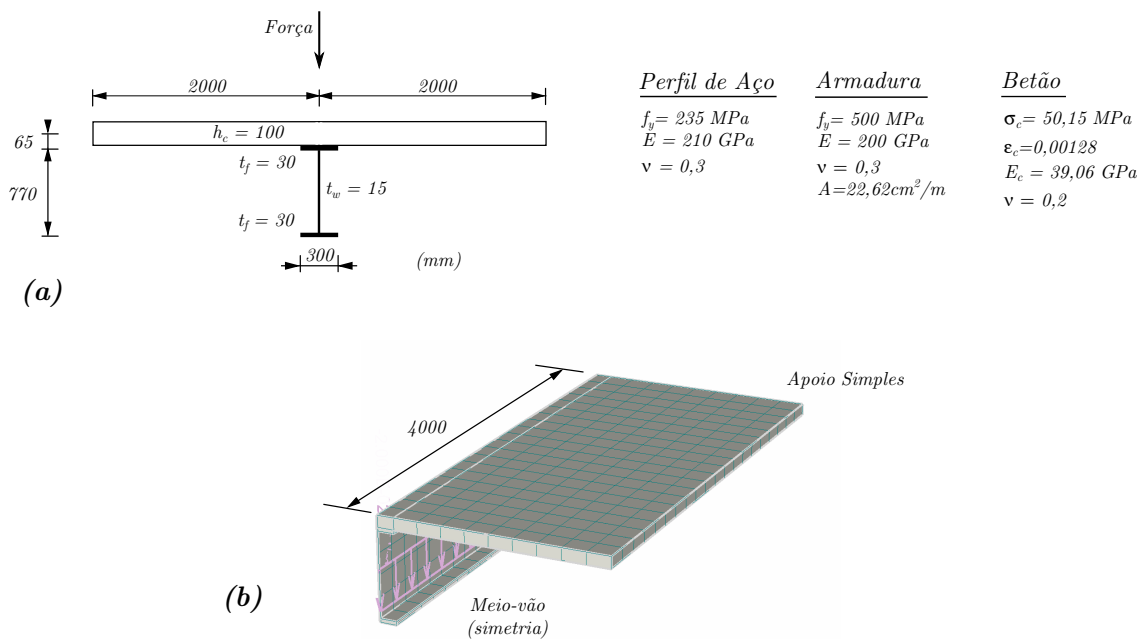 Força
2000
2000
65
h_c = 100
t_f = 30
770
t_w = 15
t_f = 30
300
(mm)
(a)
Perfil de Aço
f_y= 235 MPa
E = 210 GPa
ν = 0,3
Armadura
f_y= 500 MPa
E = 200 GPa
ν = 0,3
A=22,62cm²/m
Betão
σ_c= 50,15 MPa
ε_c=0,00128
E_c = 39,06 GPa
ν = 0,2
Apoio Simples
4000
(b)
Meio-vão
(simetria)